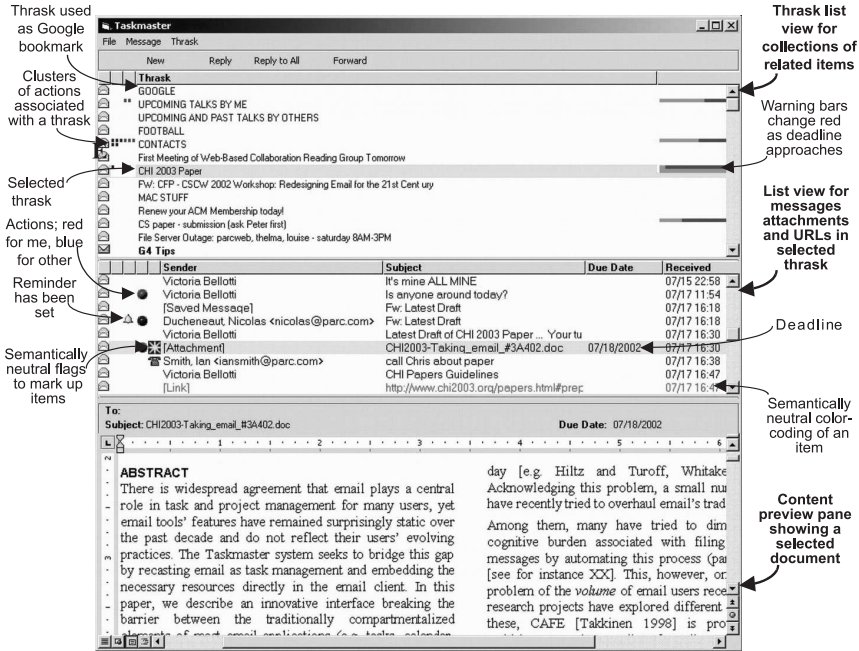 Thrask used
as Google
bookmark
Clusters
of actions
associated
with a thrask
Selected
thrask
Actions; red
for me, blue
for other
Reminder
has been
set
Semantically
neutral flags
to mark up
items
Taskmaster
File Message Thrask
New Reply Reply to All Forward
Thrask
GOOGLE
UPCOMING TALKS BY ME
UPCOMING AND PAST TALKS BY OTHERS
FOOTBALL
CONTACTS
First Meeting of Web-Based Collaboration Reading Group Tomorrow
CHI 2003 Paper
FW: CFP - CSCW 2002 Workshop: Redesigning Email for the 21st Cent ury
MAC STUFF
Renew your ACM Membership today!
CS paper - submission (ask Peter first)
File Server Outage: parcweb, thelma, louise - saturday 8AM-3PM
G4 Tips
Sender Subject Due Date Received
Victoria Bellotti It's mine ALL MINE 07/15 22:58
Victoria Bellotti Is anyone around today? 07/17 11:54
[Saved Message] Fw: Latest Draft 07/17 16:18
Ducheneaut, Nicolas <nicolas@parc.com> Fw: Latest Draft 07/17 16:18
Victoria Bellotti Latest Draft of CHI 2003 Paper ... Your tu 07/17 16:30
[Attachment] CHI2003-Taking_email_#3A402.doc 07/18/2002 07/17 16:30
Smith, Ian <iansmith@parc.com> call Chris about paper 07/17 16:38
Victoria Bellotti CHI Papers Guidelines 07/17 16:47
[Link] http://www.chi2003.org/papers.html#prep 07/17 16:47
To:
Subject: CHI2003-Taking_email_#3A402.doc Due Date: 07/18/2002
1 2 3 4 5 6
ABSTRACT
There is widespread agreement that email plays a central
role in task and project management for many users, yet
email tools' features have remained surprisingly static over
the past decade and do not reflect their users' evolving
practices. The Taskmaster system seeks to bridge this gap
by recasting email as task management and embedding the
necessary resources directly in the email client. In this
paper, we describe an innovative interface breaking the
barrier between the traditionally compartmentalized
elements of most email applications (e.g. tasks, calendar,
day [e.g. Hiltz and Turoff, Whitake
Acknowledging this problem, a small nu
have recently tried to overhaul email's trad
Among them, many have tried to dim
cognitive burden associated with filing
messages by automating this process (par
[see for instance XX]. This, however, on
problem of the volume of email users rece
research projects have explored different
these, CAFE [Takkinen 1998] is pro
Thrask list
view for
collections of
related items
Warning bars
change red
as deadline
approaches
List view for
messages
attachments
and URLs in
selected
thrask
Deadline
Semantically
neutral color-
coding of an
item
Content
preview pane
showing a
selected
document